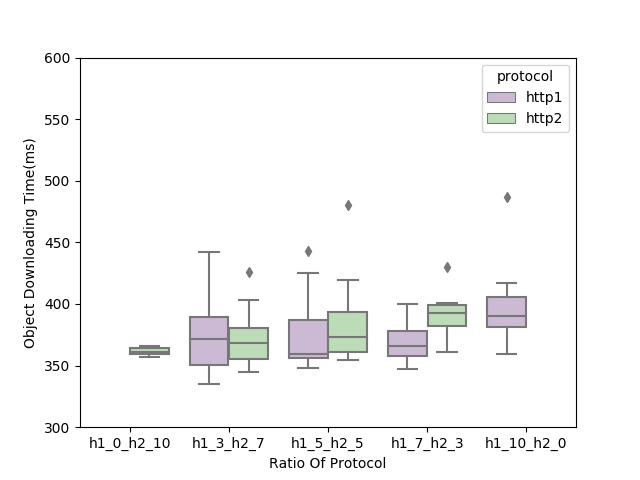 600
550
500
450
400
350
300
Object Downloading Time(ms)
protocol
http1
http2
h1_0_h2_10 h1_3_h2_7 h1_5_h2_5 h1_7_h2_3 h1_10_h2_0
Ratio Of Protocol